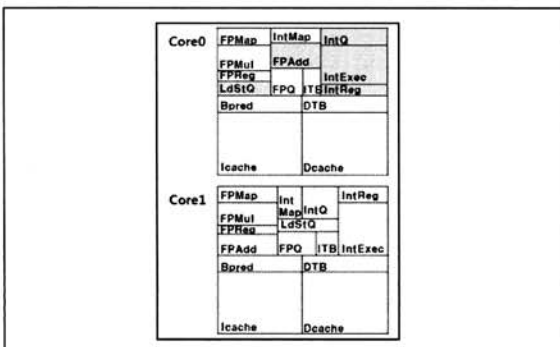 Core0
FPMap
IntMap
IntQ
FPMul
FPAdd
FPReg
IntExec
LdStQ
FPQ
ITB
IntReg
Bpred
DTB
Icache
Dcache
Core1
FPMap
Int
Map
IntQ
IntReg
FPMul
LdStQ
FPReg
FPAdd
FPQ
ITB
IntExec
Bpred
DTB
Icache
Dcache